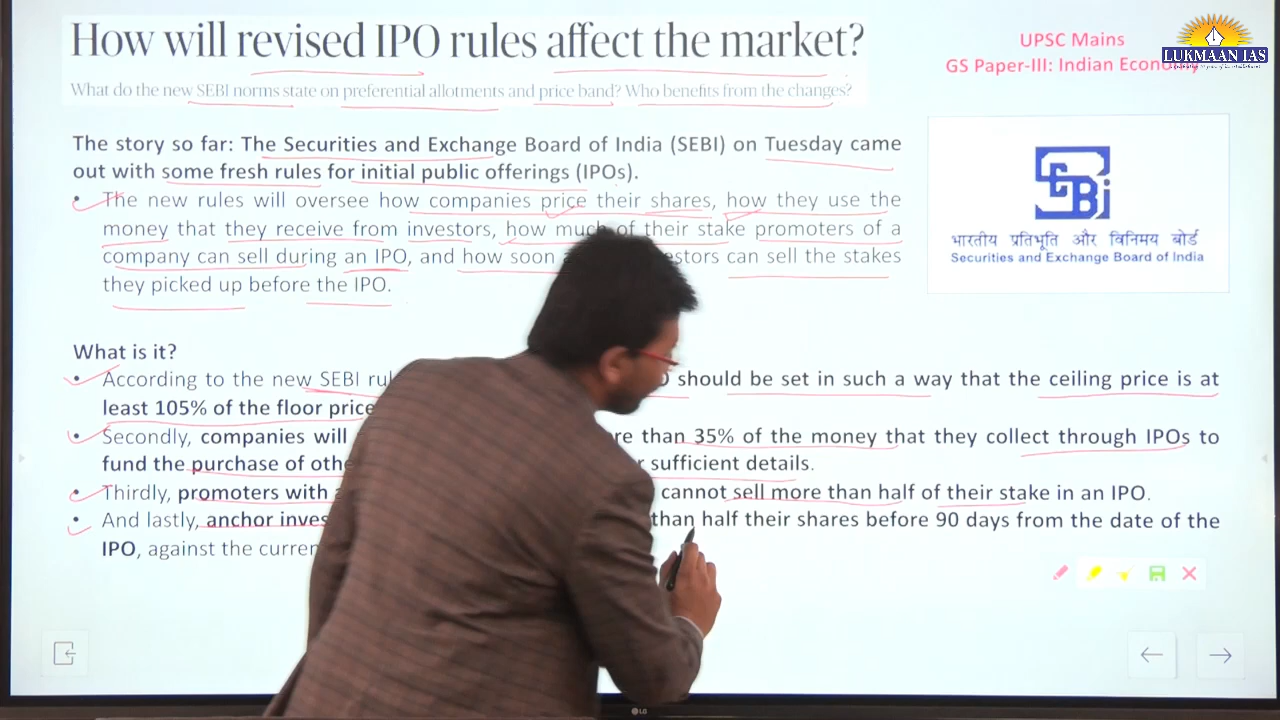 How will revised IPO rules affect the market?
What do the new SEBI norms state on preferential allotments and price band? Who benefits from the changes?
UPSC Mains
GS Paper-III: Indian Economy
LUKMAAN IAS
The story so far: The Securities and Exchange Board of India (SEBI) on Tuesday came
out with some fresh rules for initial public offerings (IPOs).
• The new rules will oversee how companies price their shares, how they use the
money that they receive from investors, how much of their stake promoters of a
company can sell during an IPO, and how soon can sell the stakes
they picked up before the IPO.
SEBI
भारतीय प्रतिभूति और विनिमय बोर्ड
Securities and Exchange Board of India
What is it?
• According to the new SEBI should be set in such a way that the ceiling price is at
least 105% of the floor price
• Secondly, companies will than 35% of the money that they collect through IPOs to
fund the purchase of sufficient details.
• Thirdly, promoters with cannot sell more than half of their stake in an IPO.
• And lastly, anchor than half their shares before 90 days from the date of the
IPO, against the
LG